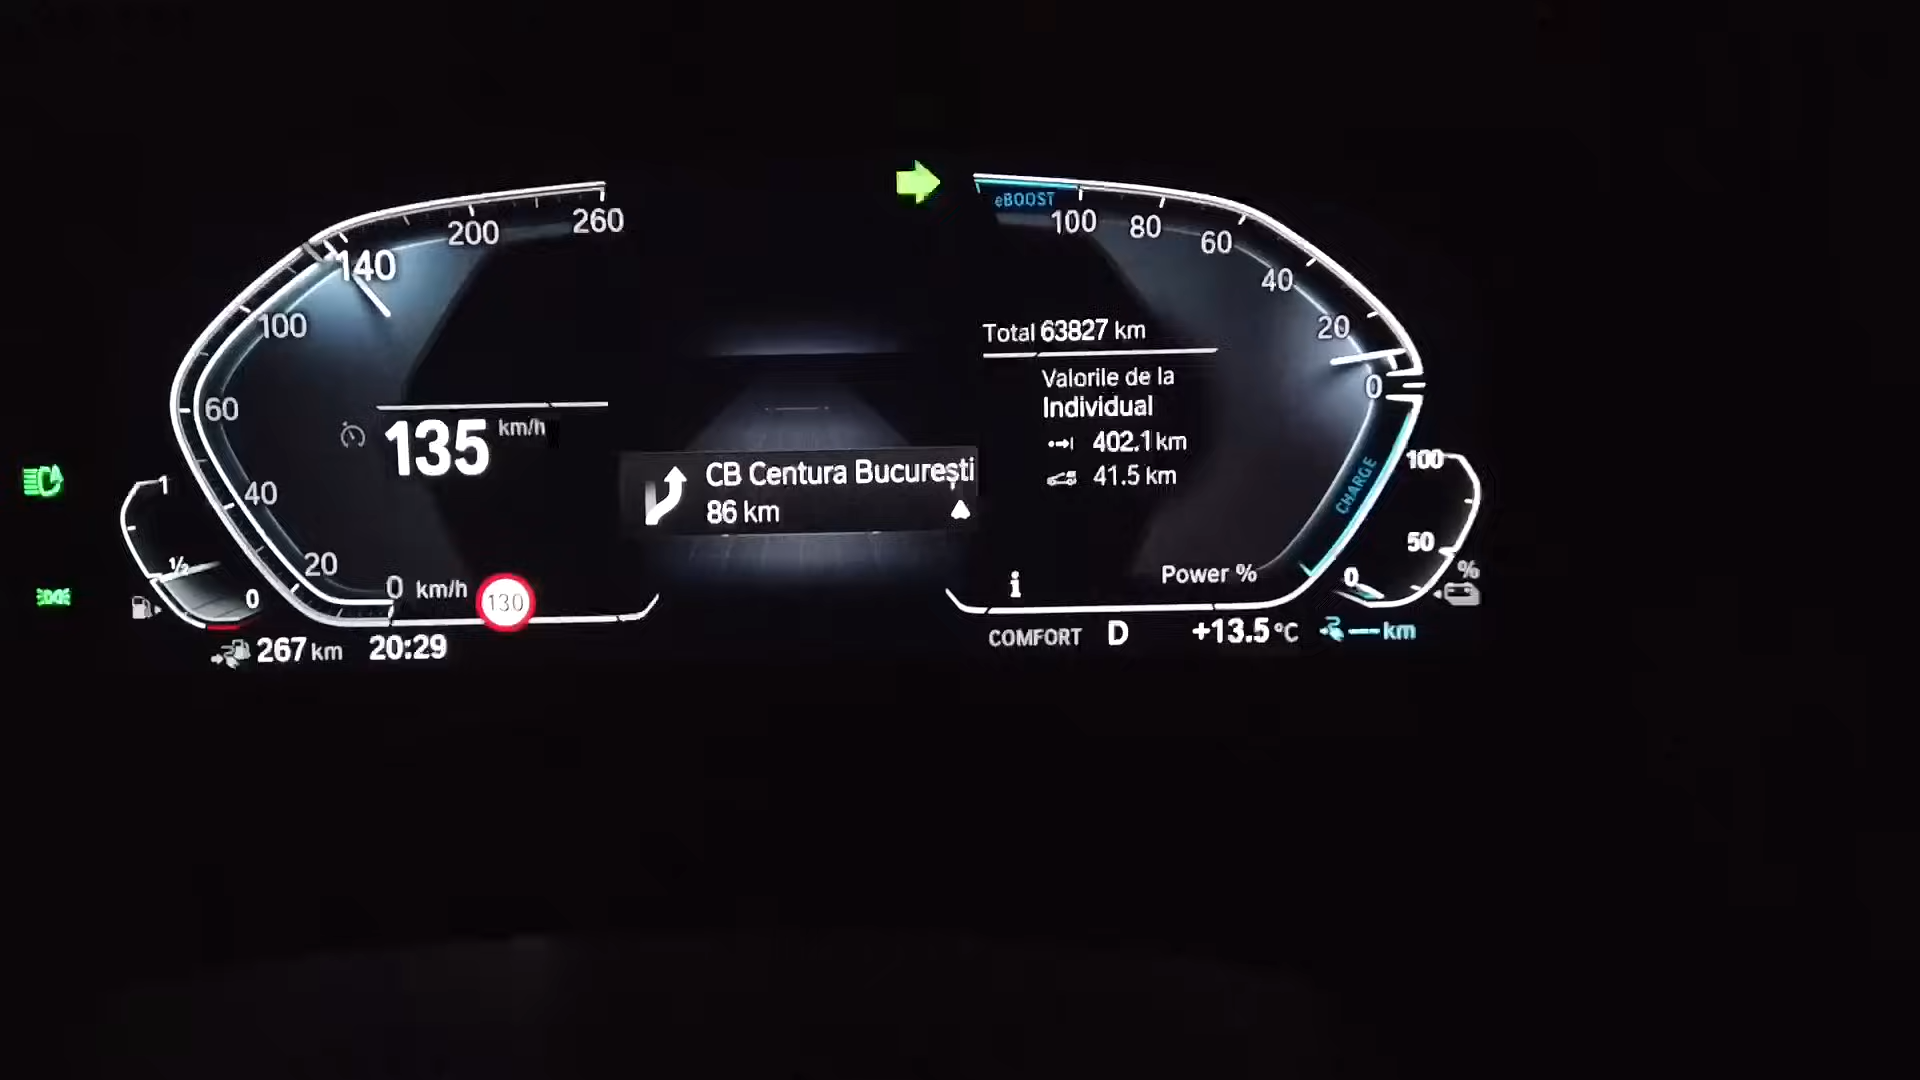 260
200
140
100
60
40
20
0 km/h
135 km/h
130
1
½
0
267 km
20:29
CB Centura București
86 km
eBOOST
100
80
60
40
20
0
Total 63827 km
Valorile de la
Individual
402.1 km
41.5 km
Power %
CHARGE
100
50
0
%
COMFORT D +13.5 °C --- km